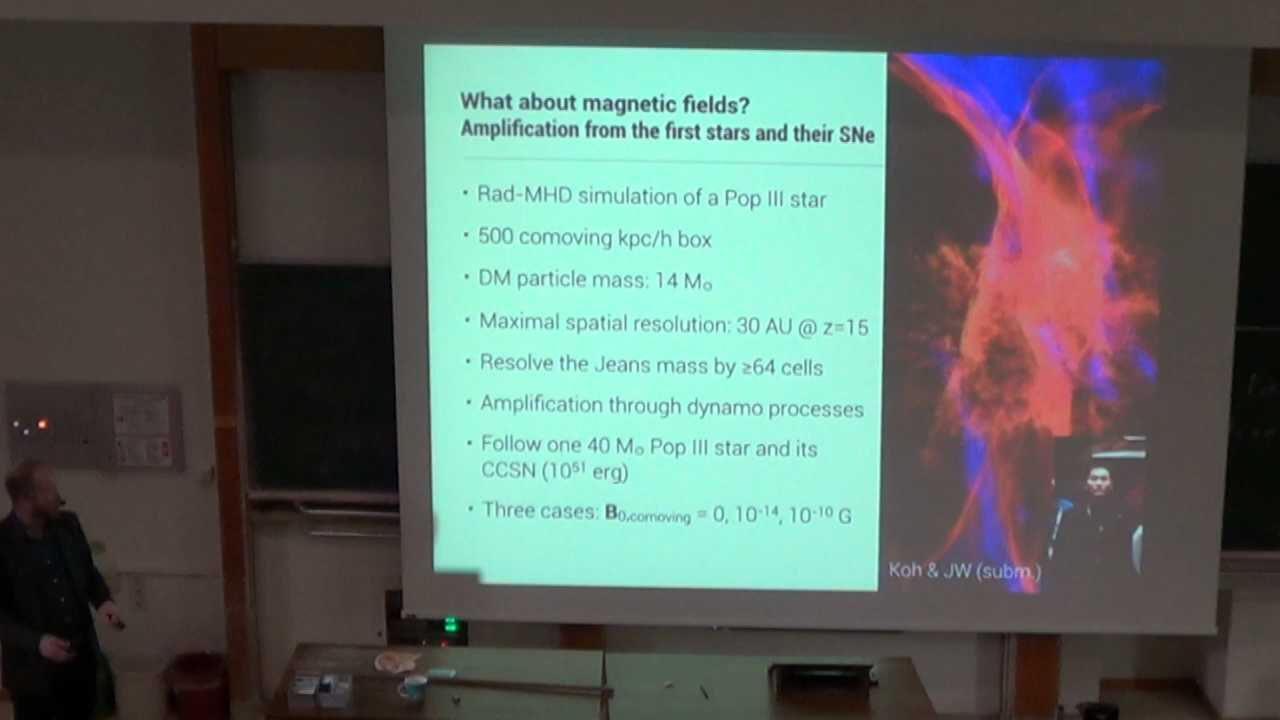 What about magnetic fields?
Amplification from the first stars and their SNe
• Rad-MHD simulation of a Pop III star
• 500 comoving kpc/h box
• DM particle mass: 14 M⊙
• Maximal spatial resolution: 30 AU @ z=15
• Resolve the Jeans mass by ≥64 cells
• Amplification through dynamo processes
• Follow one 40 M⊙ Pop III star and its
CCSN (10⁵¹ erg)
• Three cases: B₀,comoving = 0, 10⁻¹⁴, 10⁻¹⁰ G
Koh & JW (subm.)